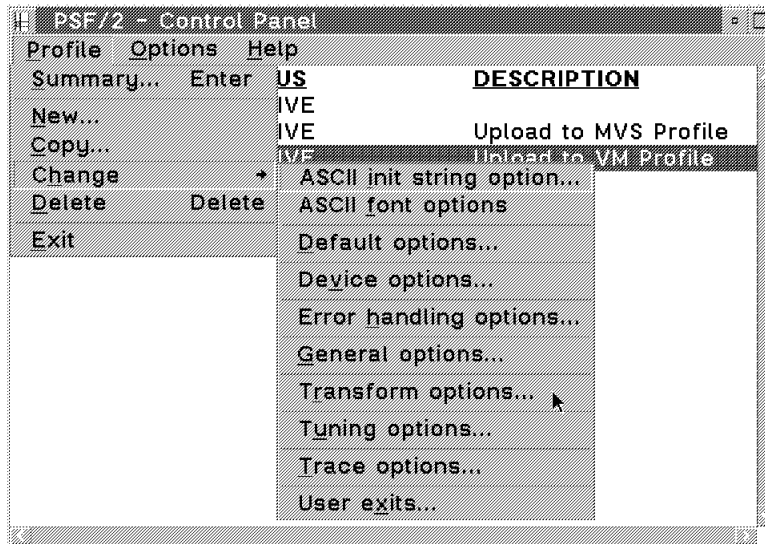 PSF/2 - Control Panel
Profile Options Help
Summary... Enter
New...
Copy...
Change
Delete Delete
Exit
US DESCRIPTION
IVE
IVE Upload to MVS Profile
IVE Upload to VM Profile
ASCII init string option...
ASCII font options
Default options...
Device options...
Error handling options...
General options...
Transform options...
Tuning options...
Trace options...
User exits...